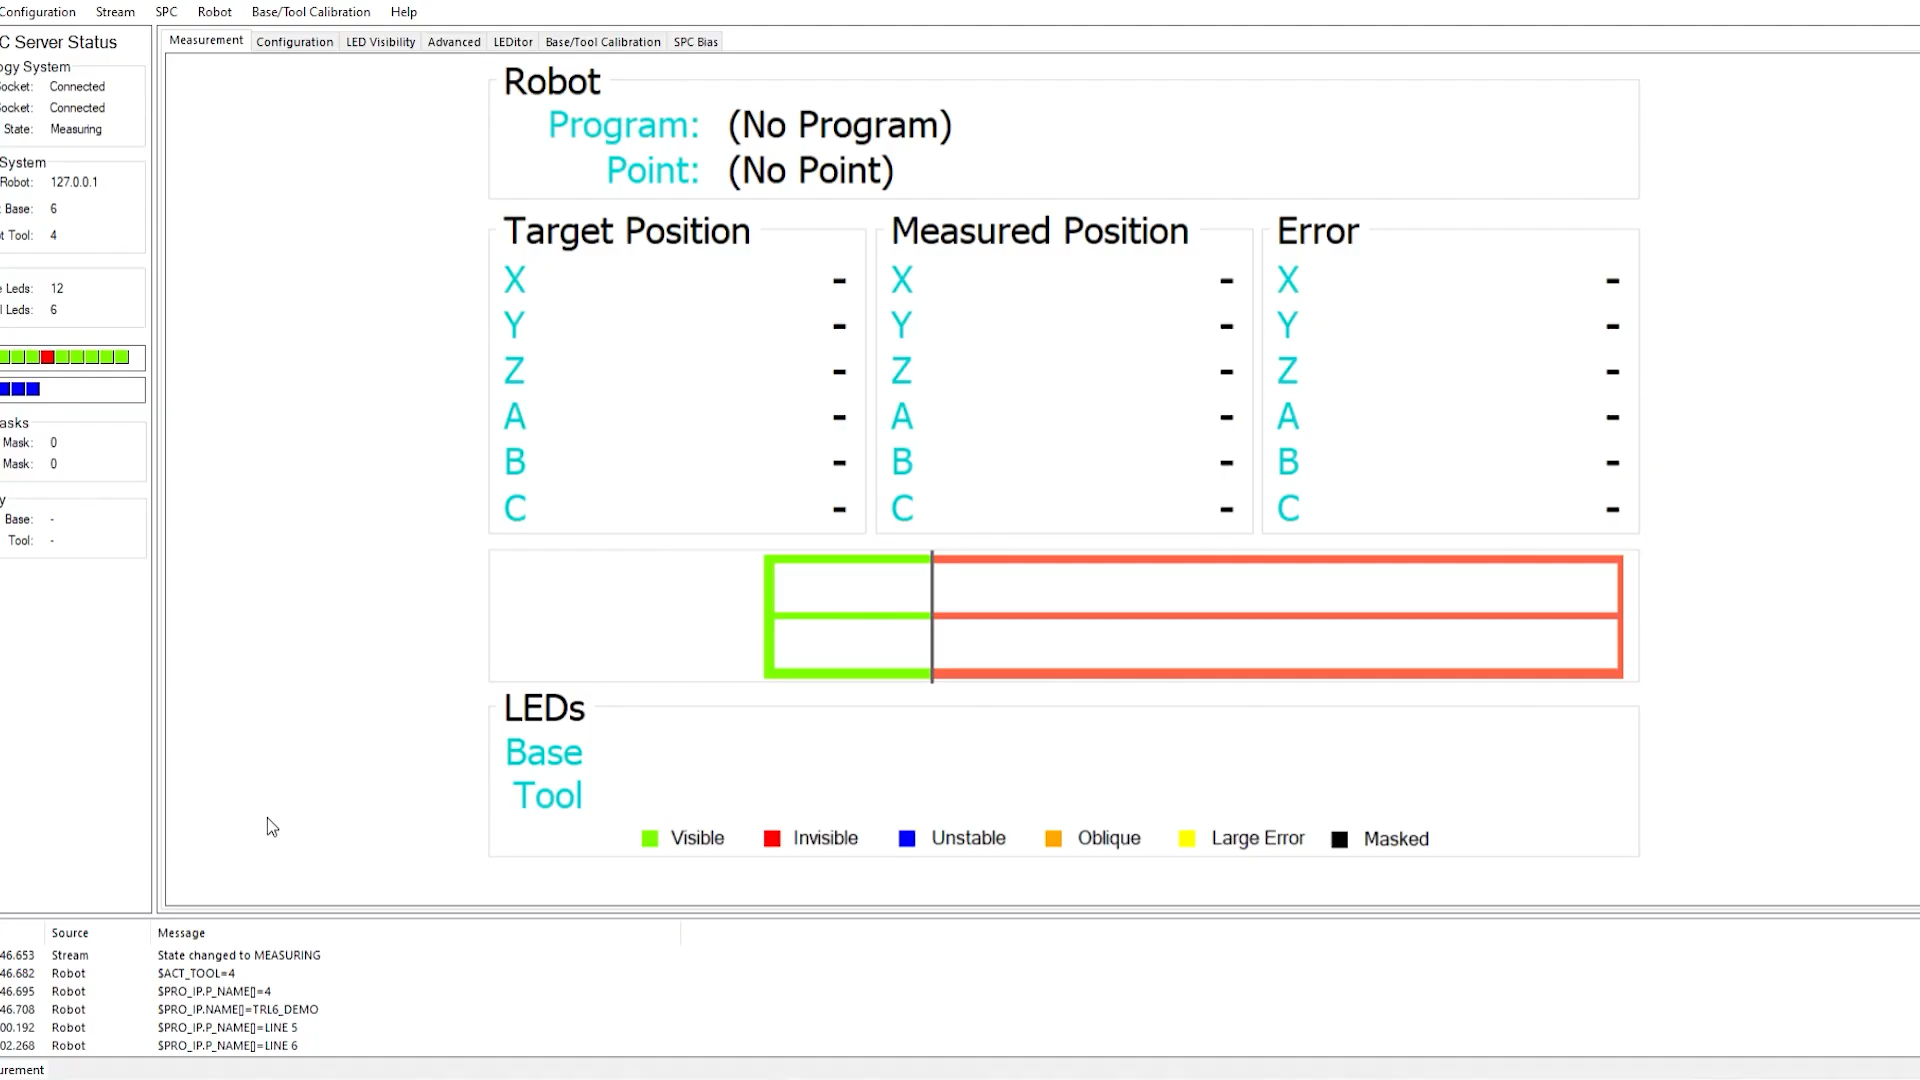 Configuration Stream SPC Robot Base/Tool Calibration Help
C Server Status
ogy System
ocket: Connected
ocket: Connected
State: Measuring
System
Robot: 127.0.0.1
Base: 6
t Tool: 4
Leds: 12
l Leds: 6
asks
Mask: 0
Mask: 0
y
Base: -
Tool: -
Measurement Configuration LED Visibility Advanced LEDitor Base/Tool Calibration SPC Bias
Robot
Program: (No Program)
Point: (No Point)
Target Position Measured Position Error
X - X - X -
Y - Y - Y -
Z - Z - Z -
A - A - A -
B - B - B -
C - C - C -
LEDs
Base
Tool
Visible Invisible Unstable Oblique Large Error Masked
Source Message
46.653 Stream State changed to MEASURING
46.682 Robot $ACT_TOOL=4
46.695 Robot $PRO_IP.P_NAME[]=4
46.708 Robot $PRO_IP.NAME[]=TRL6_DEMO
00.192 Robot $PRO_IP.P_NAME[]=LINE 5
02.268 Robot $PRO_IP.P_NAME[]=LINE 6
urement